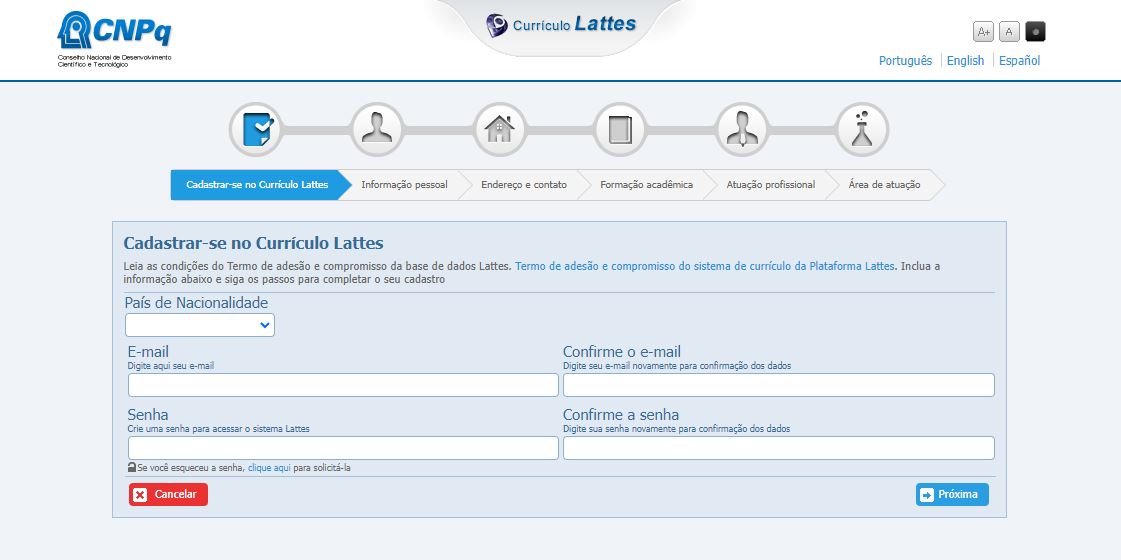 CNPq
Conselho Nacional de Desenvolvimento
Científico e Tecnológico
Currículo Lattes
A+ A
Português English Español
Cadastrar-se no Currículo Lattes Informação pessoal Endereço e contato Formação acadêmica Atuação profissional Área de atuação
Cadastrar-se no Currículo Lattes
Leia as condições do Termo de adesão e compromisso da base de dados Lattes. Termo de adesão e compromisso do sistema de currículo da Plataforma Lattes. Inclua a
informação abaixo e siga os passos para completar o seu cadastro
País de Nacionalidade
E-mail Confirme o e-mail
Digite aqui seu e-mail Digite seu e-mail novamente para confirmação dos dados
Senha Confirme a senha
Crie uma senha para acessar o sistema Lattes Digite sua senha novamente para confirmação dos dados
Se você esqueceu a senha, clique aqui para solicitá-la
Cancelar Próxima